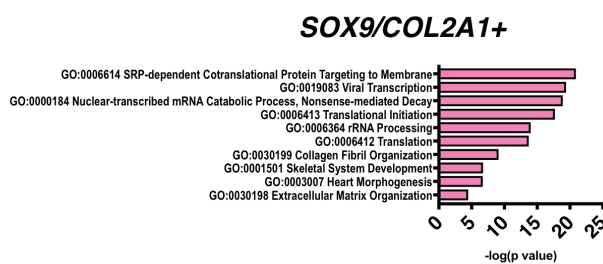 SOX9/COL2A1+
GO:0006614 SRP-dependent Cotranslational Protein Targeting to Membrane
GO:0019083 Viral Transcription
GO:0000184 Nuclear-transcribed mRNA Catabolic Process, Nonsense-mediated Decay
GO:0006413 Translational Initiation
GO:0006364 rRNA Processing
GO:0006412 Translation
GO:0030199 Collagen Fibril Organization
GO:0001501 Skeletal System Development
GO:0003007 Heart Morphogenesis
GO:0030198 Extracellular Matrix Organization
0 5 10 15 20 25
-log(p value)